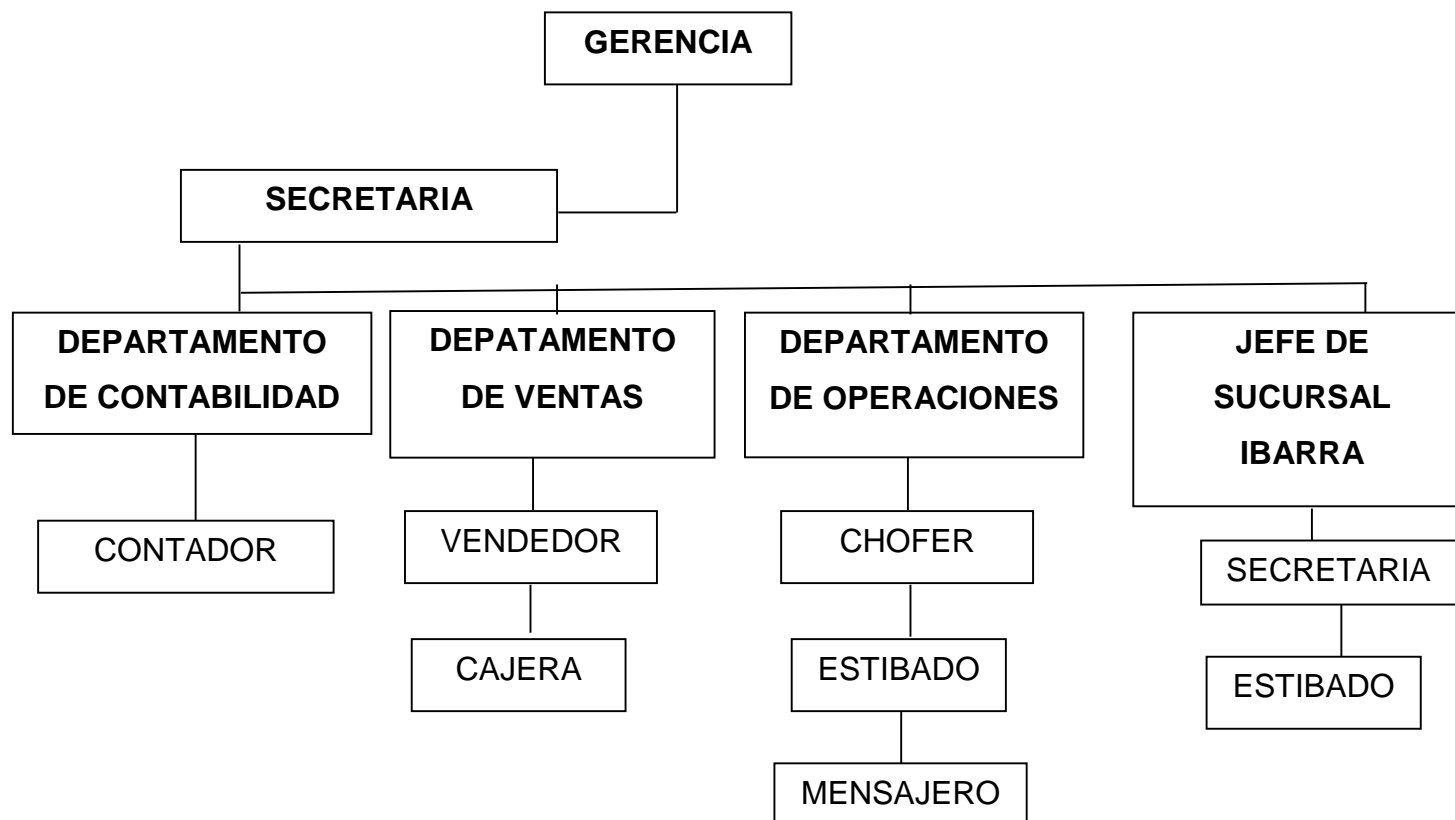 GERENCIA
SECRETARIA
DEPARTAMENTO
DE CONTABILIDAD
DEPATAMENTO
DE VENTAS
DEPARTAMENTO
DE OPERACIONES
JEFE DE
SUCURSAL
IBARRA
CONTADOR
VENDEDOR
CHOFER
SECRETARIA
CAJERA
ESTIBADO
ESTIBADO
MENSAJERO